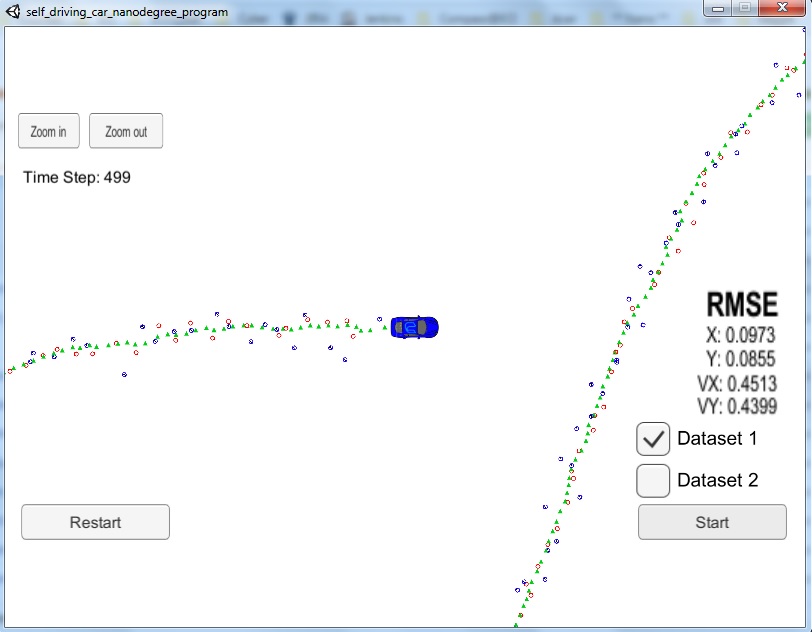 self_driving_car_nanodegree_program
Zoom in
Zoom out
Time Step: 499
RMSE
X: 0.0973
Y: 0.0855
VX: 0.4513
VY: 0.4399
Dataset 1
Dataset 2
Restart
Start